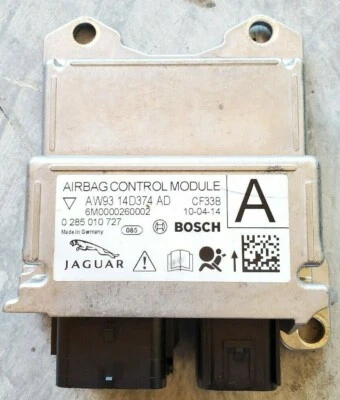 AIRBAG CONTROL MODULE
AW93 14D374 AD CF33B
6M0000260002 10-04-14
0 285 010 727
Made in Germany 085 BOSCH
A
JAGUAR